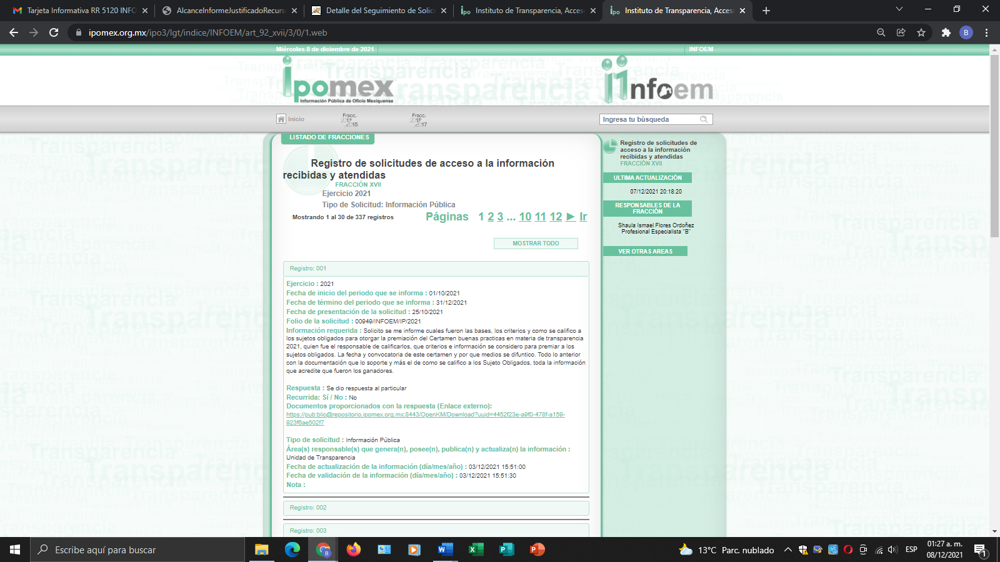 Tarjeta Informativa RR 5120 INFO
AlcanceInformeJustificadoRecurs
Detalle del Seguimiento de Solici
Instituto de Transparencia, Acces
Instituto de Transparencia, Acces
ipomex.org.mx/ipo3/lgt/indice/INFOEM/art_92_xvii/3/0/1.web
B
Miércoles 8 de diciembre de 2021
INFOEM
ipomex
Información Pública de Oficio Mexiquense
infoem
Inicio
Fracc.
2015
Fracc.
2017
Ingresa tu búsqueda
LISTADO DE FRACCIONES
Registro de solicitudes de acceso a la información
recibidas y atendidas
FRACCIÓN XVII
Ejercicio 2021
Tipo de Solicitud: Información Pública
Mostrando 1 al 30 de 337 registros
Páginas 1 2 3 ... 10 11 12 ► Ir
MOSTRAR TODO
Registro: 001
Ejercicio : 2021
Fecha de inicio del periodo que se informa : 01/10/2021
Fecha de término del periodo que se informa : 31/12/2021
Fecha de presentación de la solicitud : 25/10/2021
Folio de la solicitud : 00949/INFOEM/IP/2021
Información requerida : Solicito se me informe cuales fueron las bases, los criterios y como se califico a
los sujetos obligados para otorgar la premiación del Certamen buenas practicas en materia de transparencia
2021, quien fue el responsable de calificarlos, que criterios e información se considero para premiar a los
sujetos obligados. La fecha y convocatoria de este certamen y por que medios se difuntico. Todo lo anterior
con la documentación que lo soporte y más el de como se califico a los Sujeto Obligados, toda la información
que acredite que fueron los ganadores.
Respuesta : Se dio respuesta al particular
Recurrida: Sí / No : No
Documentos proporcionados con la respuesta (Enlace externo):
https://pub:blic@repositorio.ipomex.org.mx:8443/OpenKM/Download?uuid=4452f23e-a9f0-478f-a159-
923f6ae502f7
Tipo de solicitud : Información Pública
Área(s) responsable(s) que genera(n), posee(n), publica(n) y actualiza(n) la información :
Unidad de Transparencia
Fecha de actualización de la información (día/mes/año) : 03/12/2021 15:51:00
Fecha de validación de la información (día/mes/año) : 03/12/2021 15:51:30
Nota :
Registro: 002
Registro: 003
Registro de solicitudes de
acceso a la información
recibidas y atendidas
FRACCIÓN XVII
ULTIMA ACTUALIZACIÓN
07/12/2021 20:18:20
RESPONSABLES DE LA
FRACCIÓN
Shaula Ismael Flores Ordoñez
Profesional Especialista "B"
VER OTRAS AREAS
Escribe aquí para buscar
13°C Parc. nublado
ESP
01:27 a. m.
08/12/2021
1